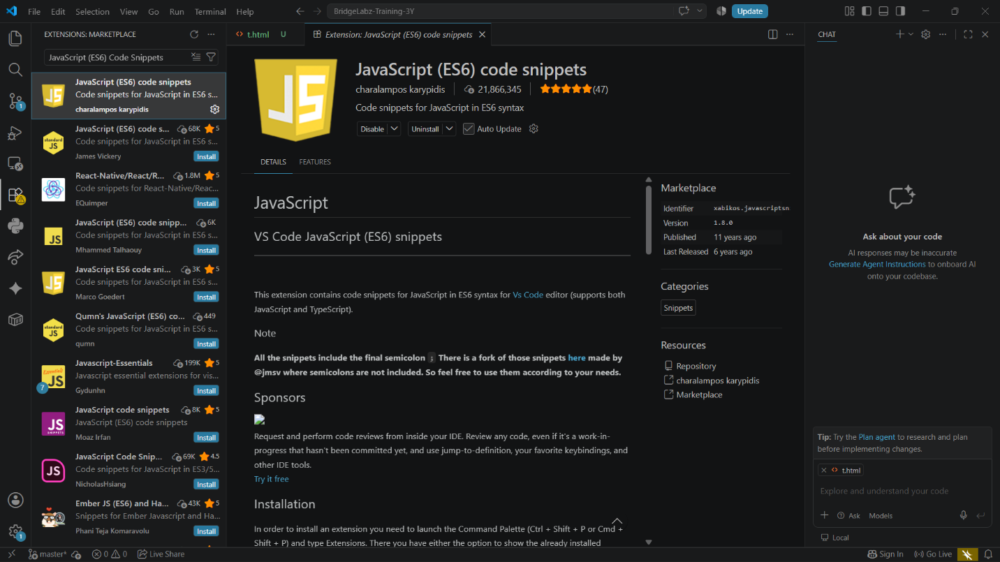 File Edit Selection View Go Run Terminal Help
BridgeLabz-Training-3Y
Update
EXTENSIONS: MARKETPLACE
JavaScript (ES6) Code Snippets
JavaScript (ES6) code snippets
Code snippets for JavaScript in ES6 s...
charalampos karypidis
JavaScript (ES6) code s... 68K 5
Code snippets for JavaScript in ES6 s...
James Vickery Install
React-Native/React/R... 1.8M 5
Code snippets for React-Native/Reac...
EQuimper Install
JavaScript (ES6) code snipp... 6K
Code snippets for JavaScript in ES6 s...
Mhammed Talhaouy Install
JavaScript ES6 code sni... 3K 5
Code snippets for JavaScript in ES6 s...
Marco Goedert Install
Qumn's JavaScript (ES6) co... 449
Code snippets for JavaScript in ES6 s...
qumn Install
Javascript-Essentials 199K 5
Javascript essential extensions for vis...
Gydunhn Install
JavaScript code snippets 8K 5
JavaScript (ES6) code snippets
Moaz Irfan Install
JavaScript Code Snip... 69K 4.5
Code snippets for JavaScript in ES3/5...
NicholasHsiang Install
Ember JS (ES6) and Ha... 43K 5
Snippets for Ember Javascript and Ha...
Phani Teja Komaravolu Install
JS
standard JS
JS
JS
standard JS
Essentials JS
JS SNIPPETS
JS
1
7
1
t.html U
Extension: JavaScript (ES6) code snippets
JS
JavaScript (ES6) code snippets
charalampos karypidis 21,866,345 (47)
Code snippets for JavaScript in ES6 syntax
Disable Uninstall Auto Update
DETAILS FEATURES
JavaScript
VS Code JavaScript (ES6) snippets
This extension contains code snippets for JavaScript in ES6 syntax for Vs Code editor (supports both
JavaScript and TypeScript).
Note
All the snippets include the final semicolon ; There is a fork of those snippets here made by
@jmsv where semicolons are not included. So feel free to use them according to your needs.
Sponsors
Request and perform code reviews from inside your IDE. Review any code, even if it's a work-in-
progress that hasn't been committed yet, and use jump-to-definition, your favorite keybindings, and
other IDE tools.
Try it free
Installation
In order to install an extension you need to launch the Command Palette (Ctrl + Shift + P or Cmd +
Shift + P) and type Extensions. There you have either the option to show the already installed
Marketplace
Identifier xabikos.javascriptsn
Version 1.8.0
Published 11 years ago
Last Released 6 years ago
Categories
Snippets
Resources
Repository
charalampos karypidis
Marketplace
CHAT
Ask about your code
AI responses may be inaccurate
Generate Agent Instructions to onboard AI
onto your codebase.
Tip: Try the Plan agent to research and plan
before implementing changes.
t.html
Explore and understand your code
Ask Models
Local
master* 0 0 Live Share
Sign In Go Live